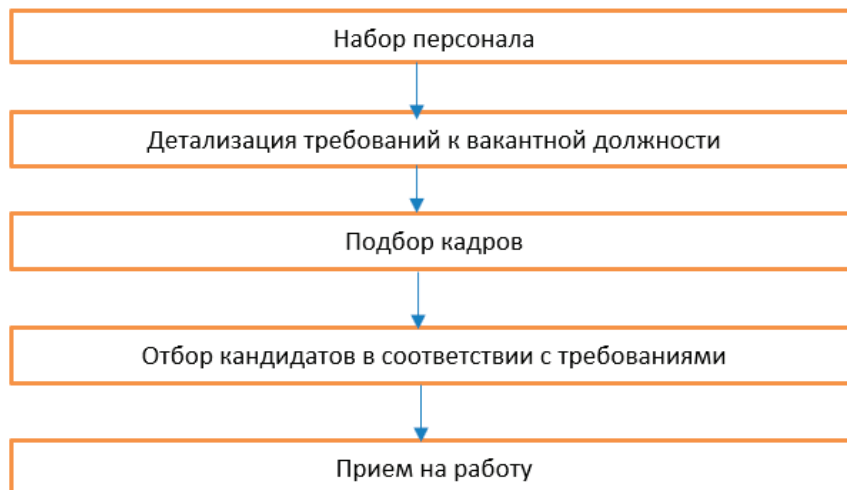 Набор персонала
Детализация требований к вакантной должности
Подбор кадров
Отбор кандидатов в соответствии с требованиями
Прием на работу